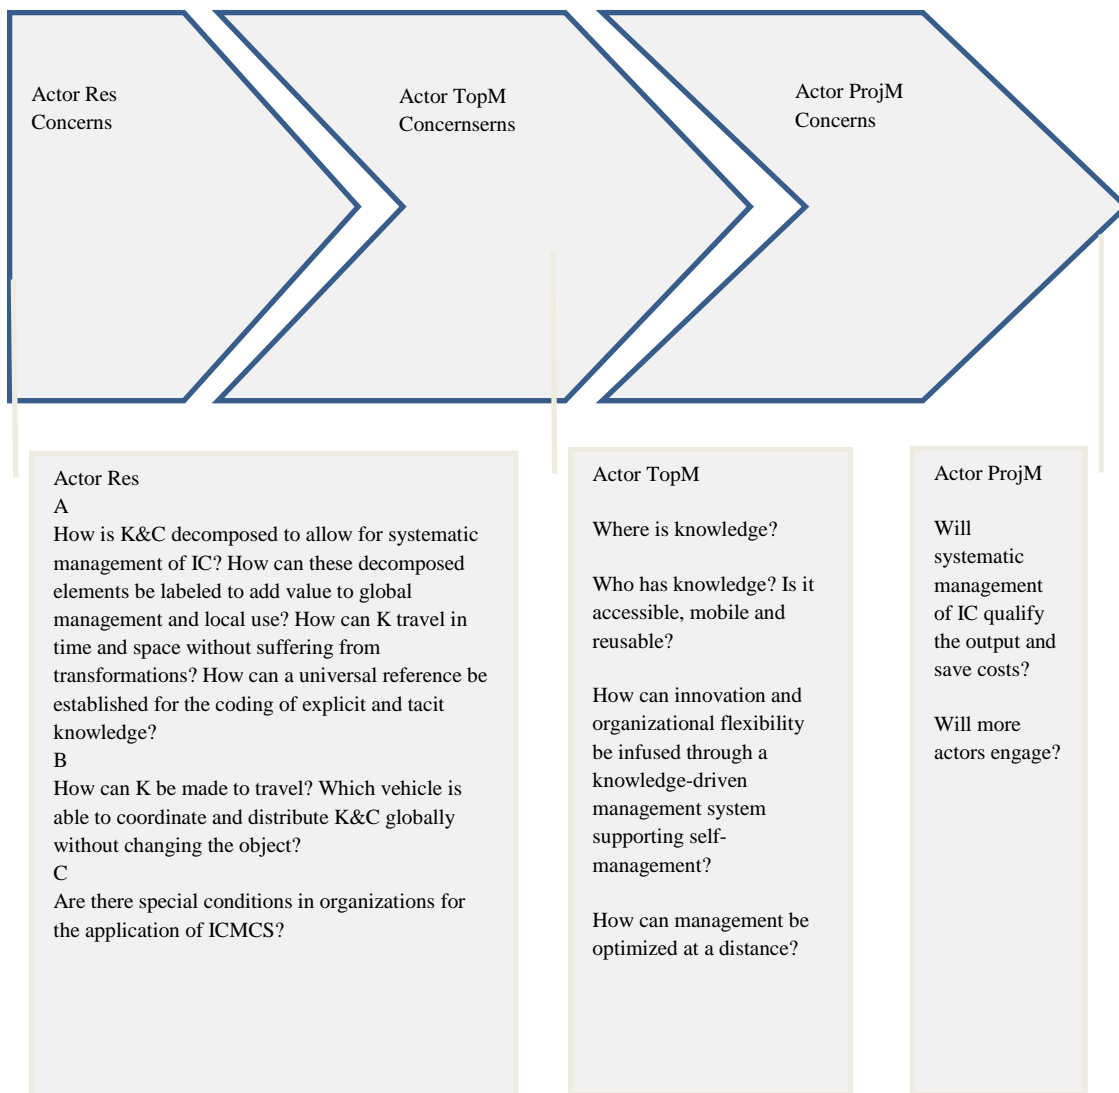 Actor Res
Concerns
Actor TopM
Concernserns
Actor ProjM
Concerns
Actor Res
A
How is K&C decomposed to allow for systematic
management of IC? How can these decomposed
elements be labeled to add value to global
management and local use? How can K travel in
time and space without suffering from
transformations? How can a universal reference be
established for the coding of explicit and tacit
knowledge?
B
How can K be made to travel? Which vehicle is
able to coordinate and distribute K&C globally
without changing the object?
C
Are there special conditions in organizations for
the application of ICMCS?
Actor TopM
Where is knowledge?
Who has knowledge? Is it
accessible, mobile and
reusable?
How can innovation and
organizational flexibility
be infused through a
knowledge-driven
management system
supporting self-
management?
How can management be
optimized at a distance?
Actor ProjM
Will
systematic
management
of IC qualify
the output and
save costs?
Will more
actors engage?